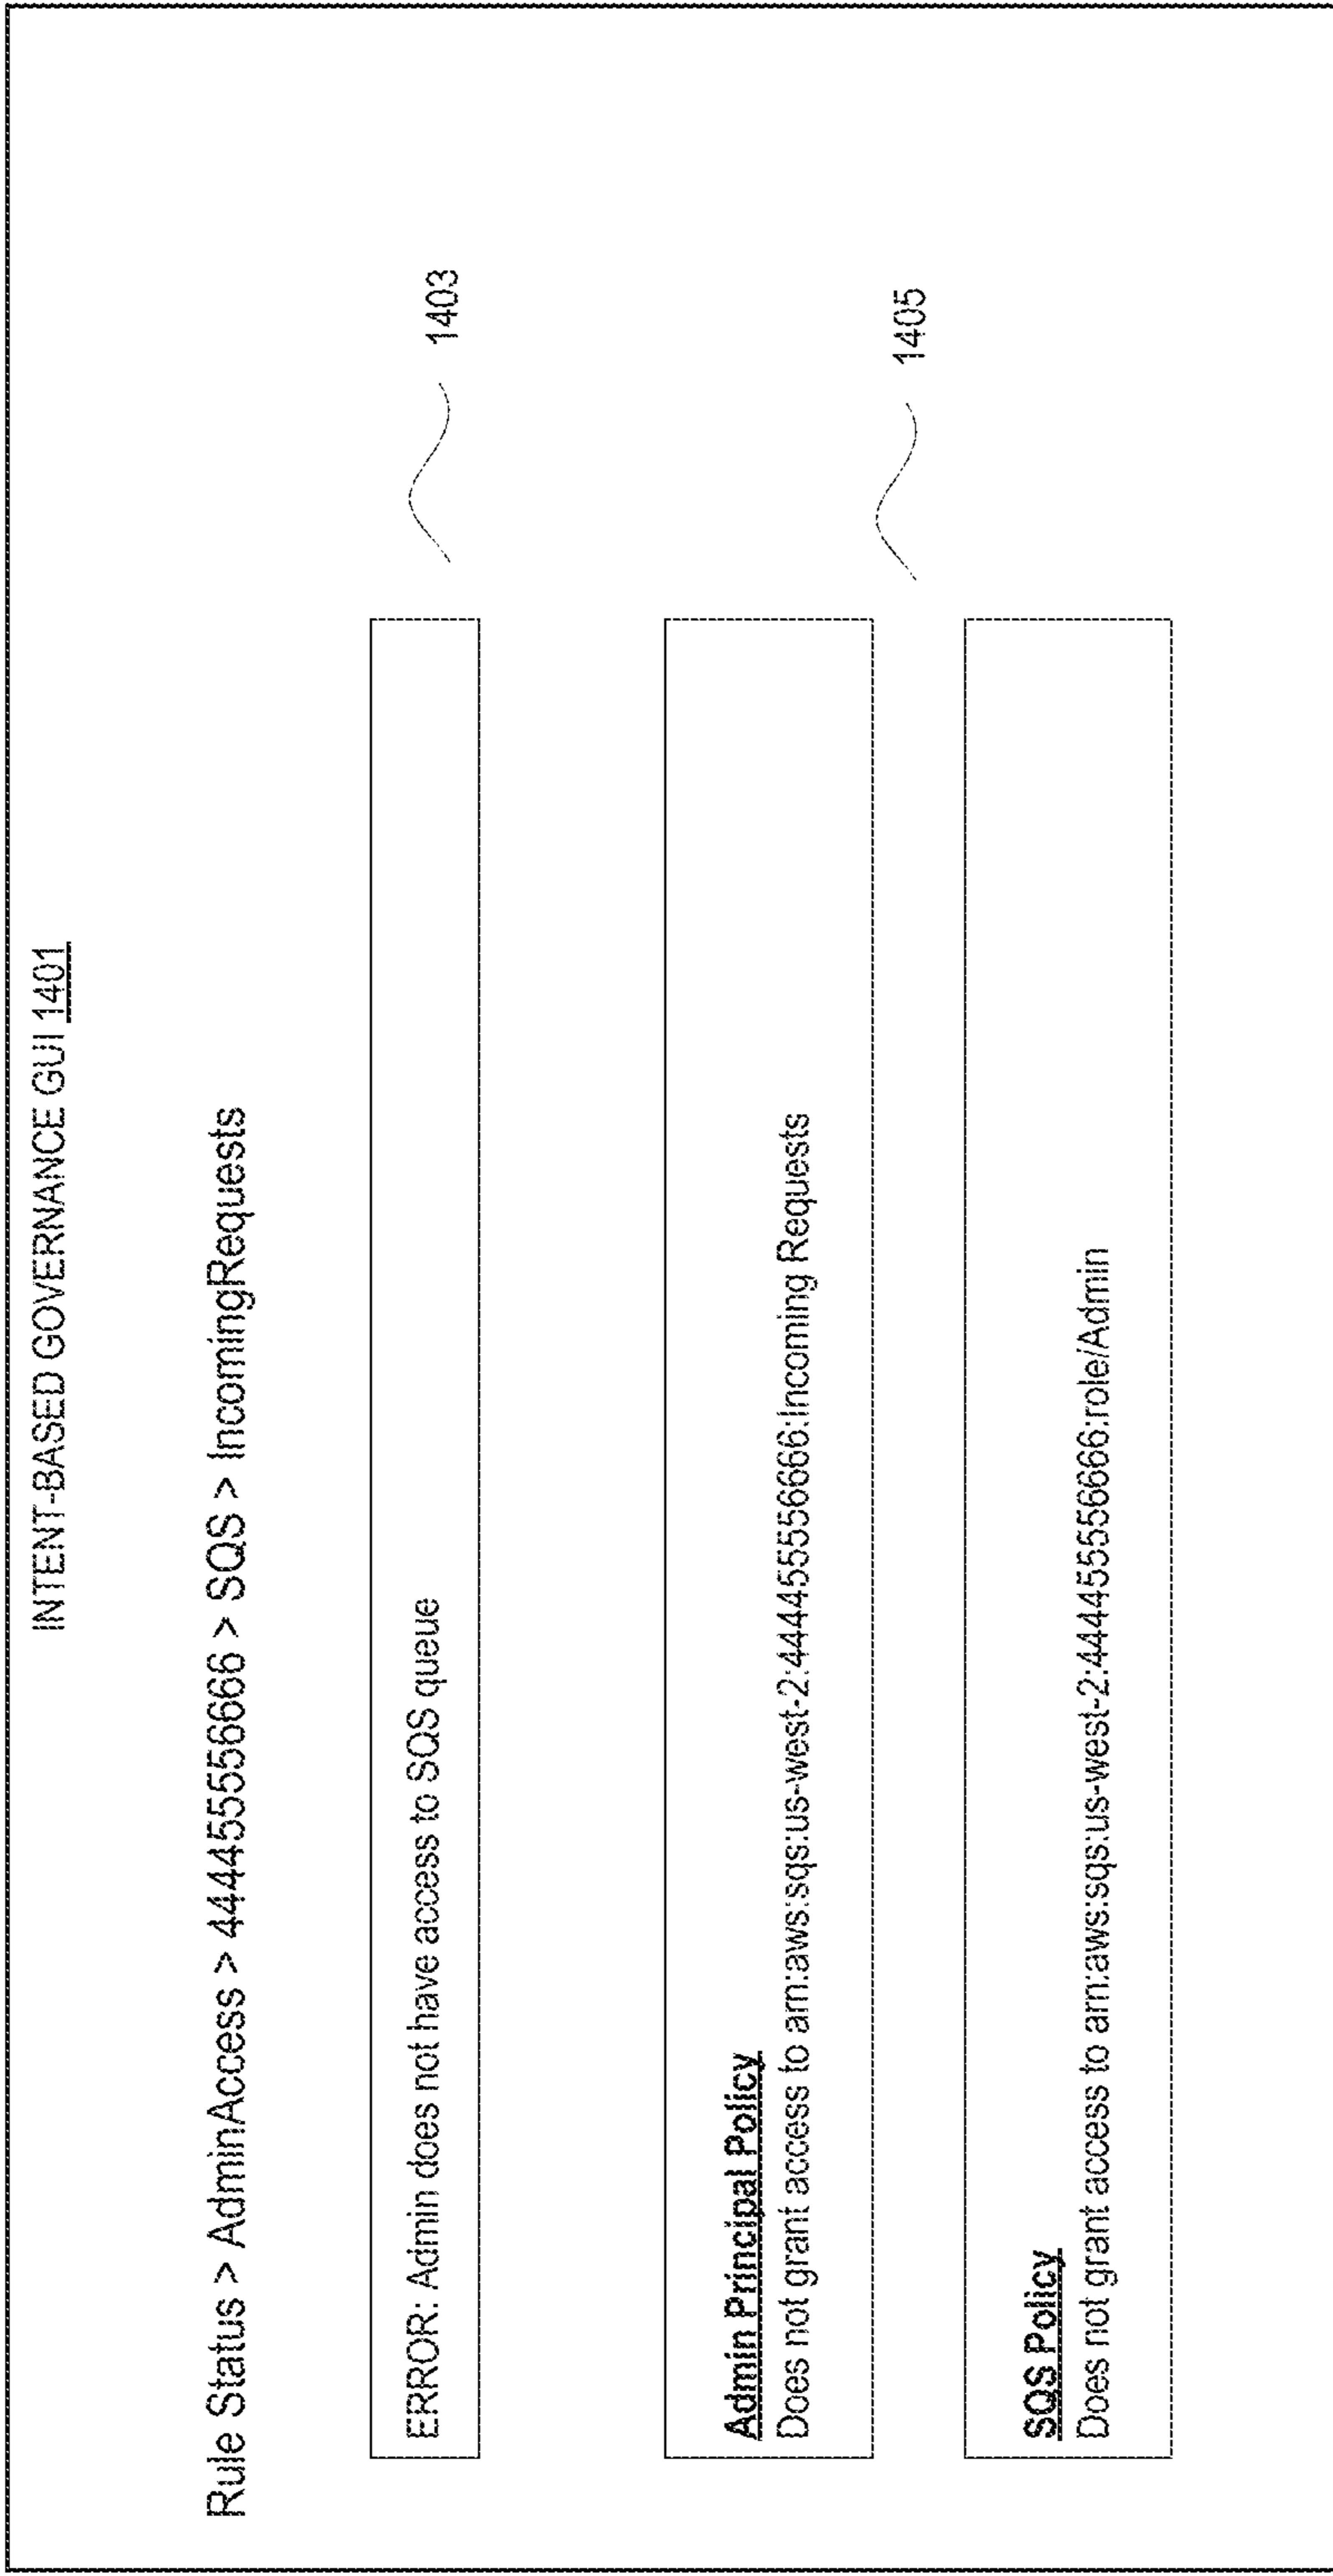 INTENT-BASED GOVERNANCE GUI 1401
Rule Status > AdminAccess > 444455556666 > SQS > IncomingRequests
ERROR: Admin does not have access to SQS queue
1403
Admin Principal Policy
Does not grant access to arn:aws:sqs:us-west-2:444455556666:Incoming Requests
1405
SQS Policy
Does not grant access to arn:aws:sqs:us-west-2:444455556666:role/Admin